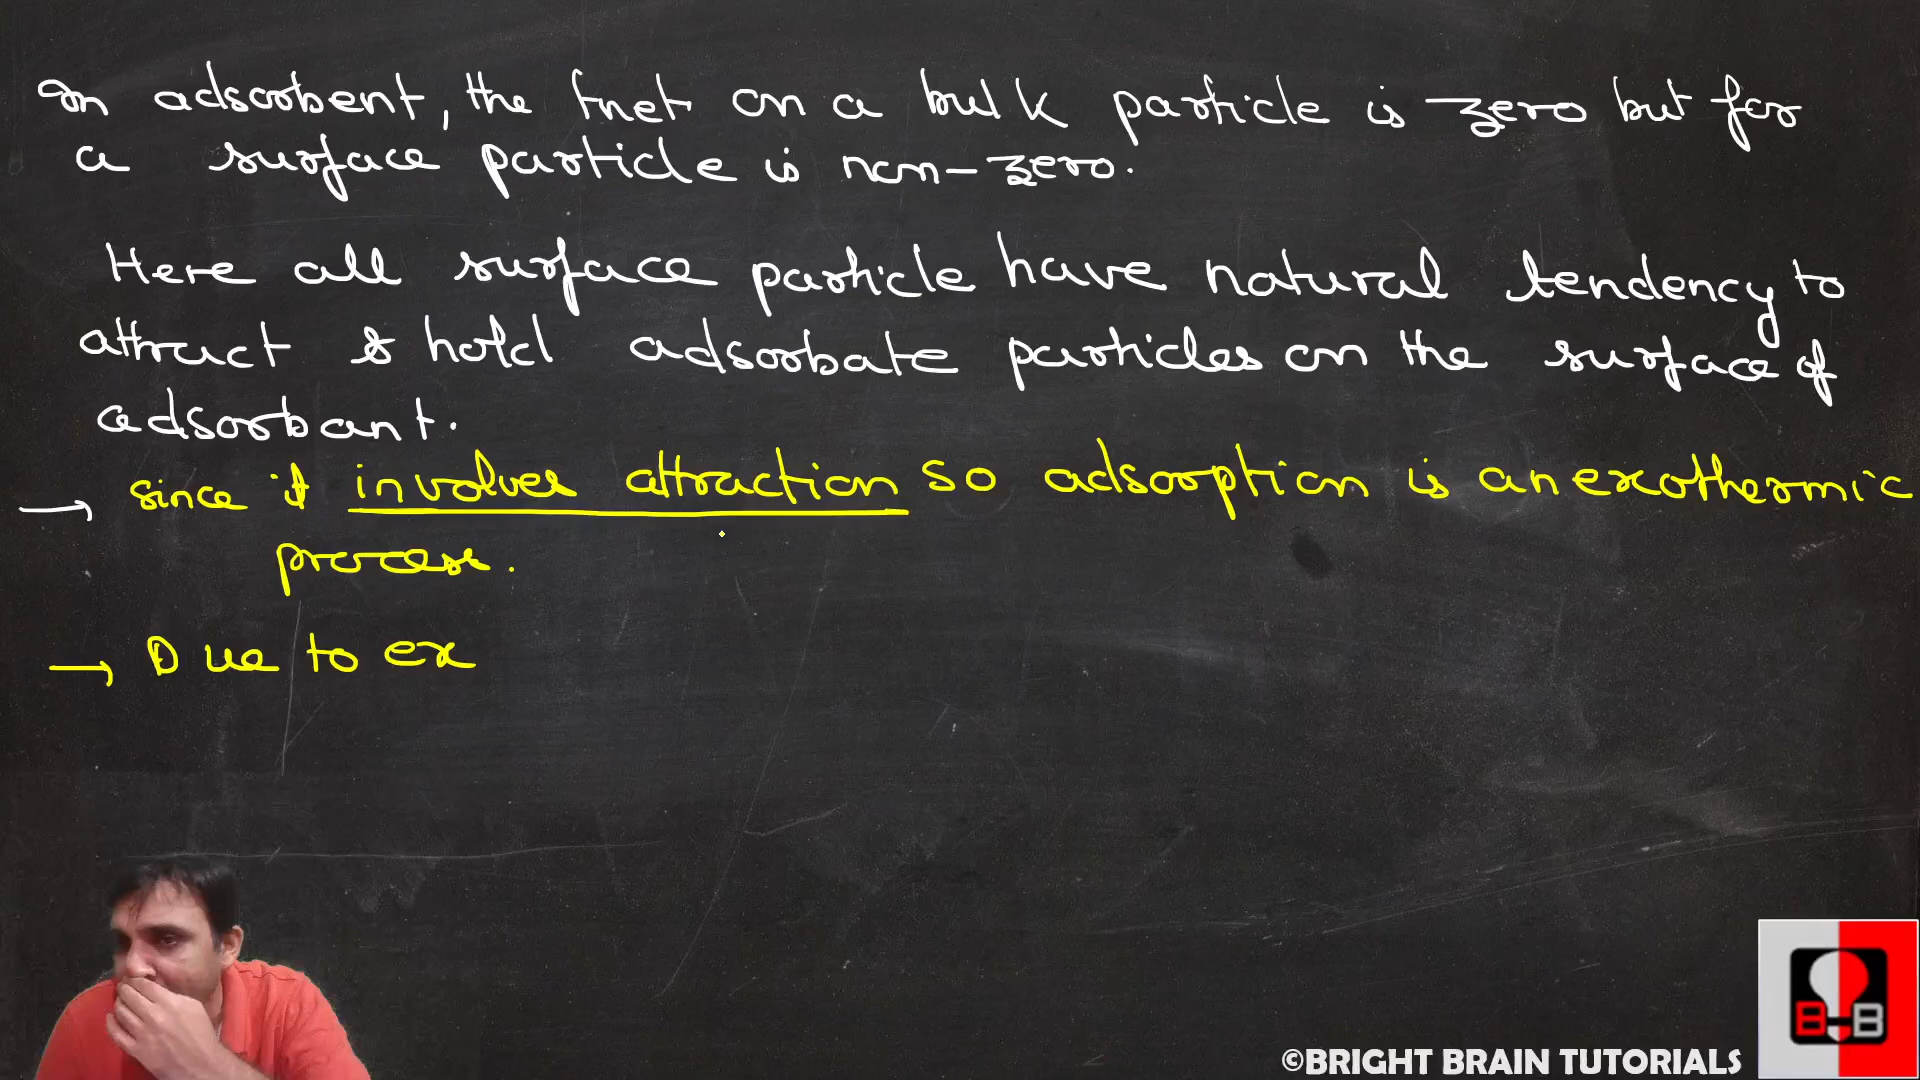 In adsorbent, the fnet on a bulk particle is zero but for
a surface particle is non-zero.
Here all surface particle have natural tendency to
attract & hold adsorbate particles on the surface of
adsorbant.
→ since it involves attraction so adsorption is an exothermic
process.
→ Due to ex
B B
©BRIGHT BRAIN TUTORIALS